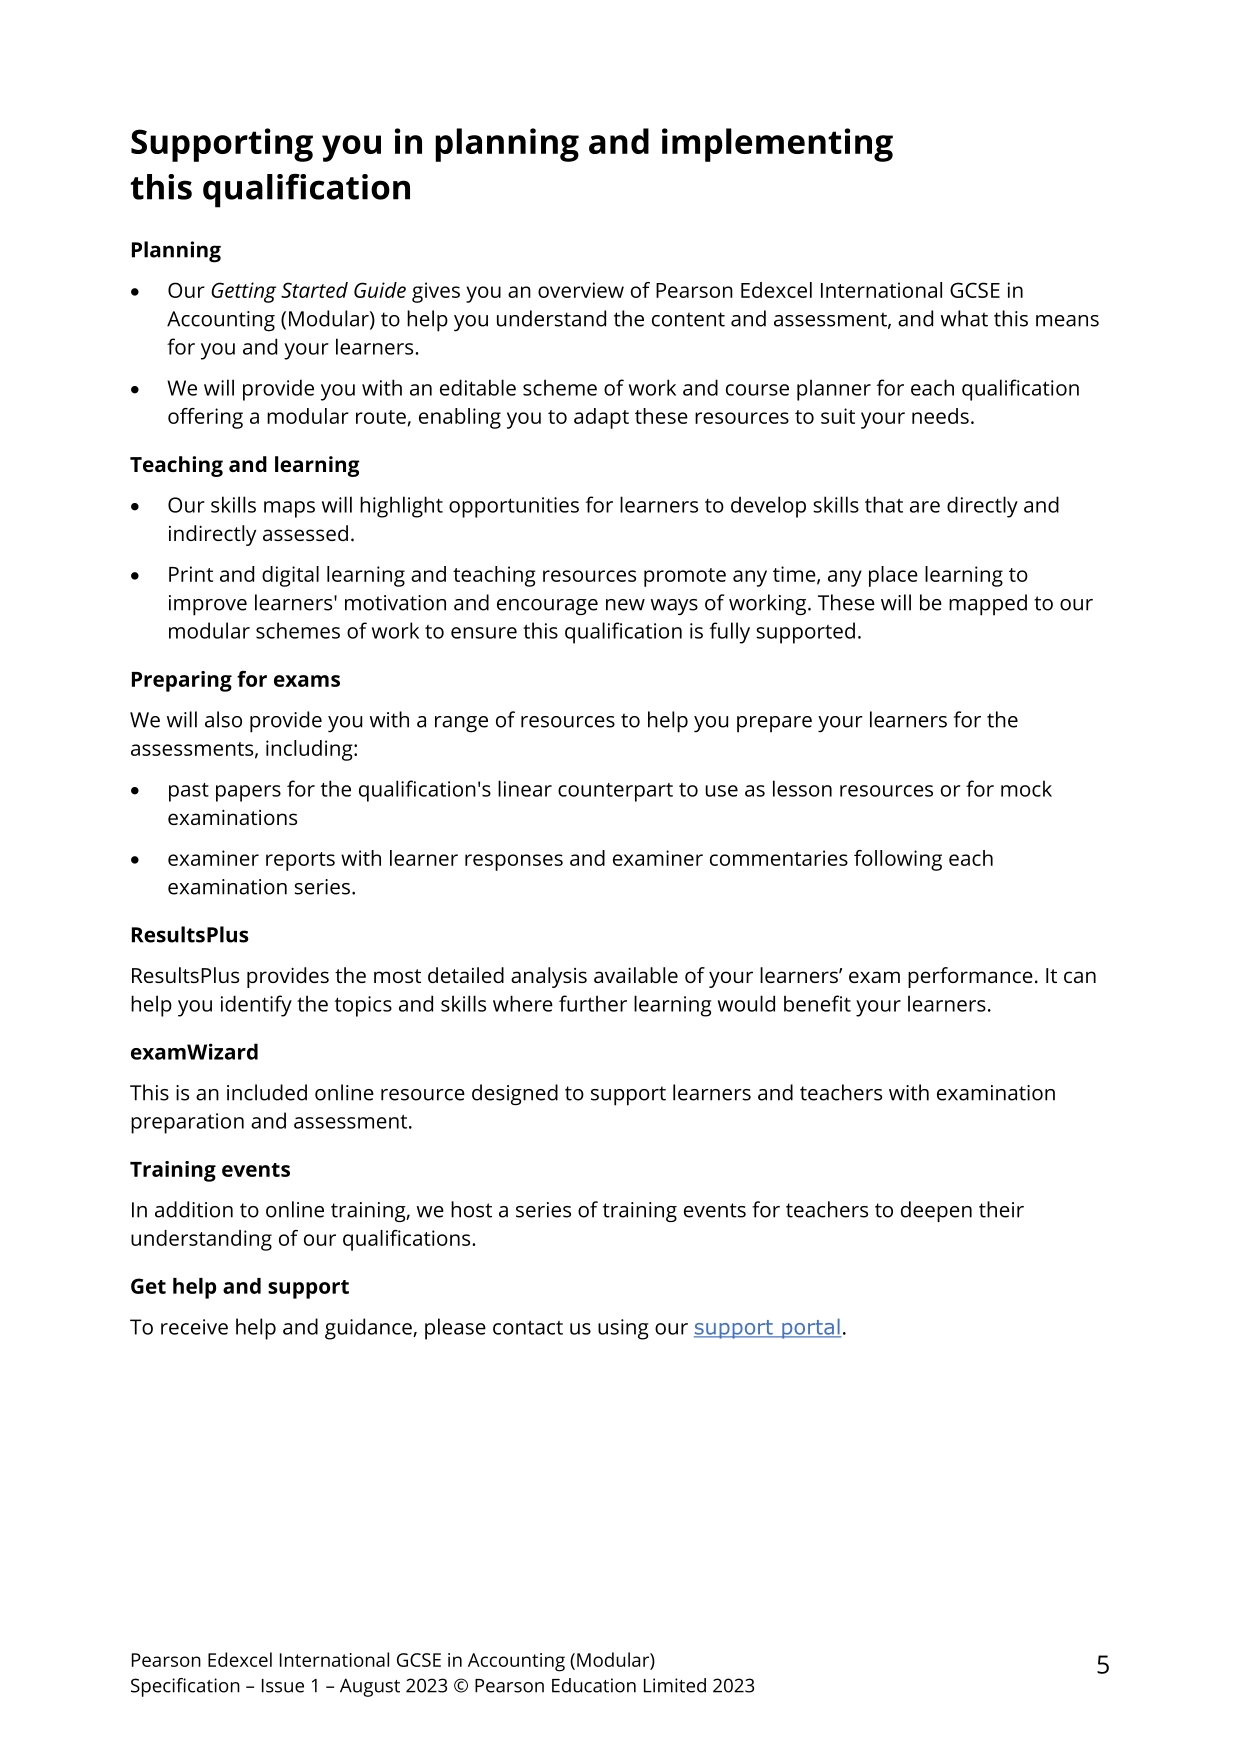 Supporting you in planning and implementing
this qualification
Planning
• Our Getting Started Guide gives you an overview of Pearson Edexcel International GCSE in
Accounting (Modular) to help you understand the content and assessment, and what this means
for you and your learners.
• We will provide you with an editable scheme of work and course planner for each qualification
offering a modular route, enabling you to adapt these resources to suit your needs.
Teaching and learning
• Our skills maps will highlight opportunities for learners to develop skills that are directly and
indirectly assessed.
• Print and digital learning and teaching resources promote any time, any place learning to
improve learners' motivation and encourage new ways of working. These will be mapped to our
modular schemes of work to ensure this qualification is fully supported.
Preparing for exams
We will also provide you with a range of resources to help you prepare your learners for the
assessments, including:
• past papers for the qualification's linear counterpart to use as lesson resources or for mock
examinations
• examiner reports with learner responses and examiner commentaries following each
examination series.
ResultsPlus
ResultsPlus provides the most detailed analysis available of your learners’ exam performance. It can
help you identify the topics and skills where further learning would benefit your learners.
examWizard
This is an included online resource designed to support learners and teachers with examination
preparation and assessment.
Training events
In addition to online training, we host a series of training events for teachers to deepen their
understanding of our qualifications.
Get help and support
To receive help and guidance, please contact us using our support portal.
Pearson Edexcel International GCSE in Accounting (Modular)
Specification – Issue 1 – August 2023 © Pearson Education Limited 2023
5